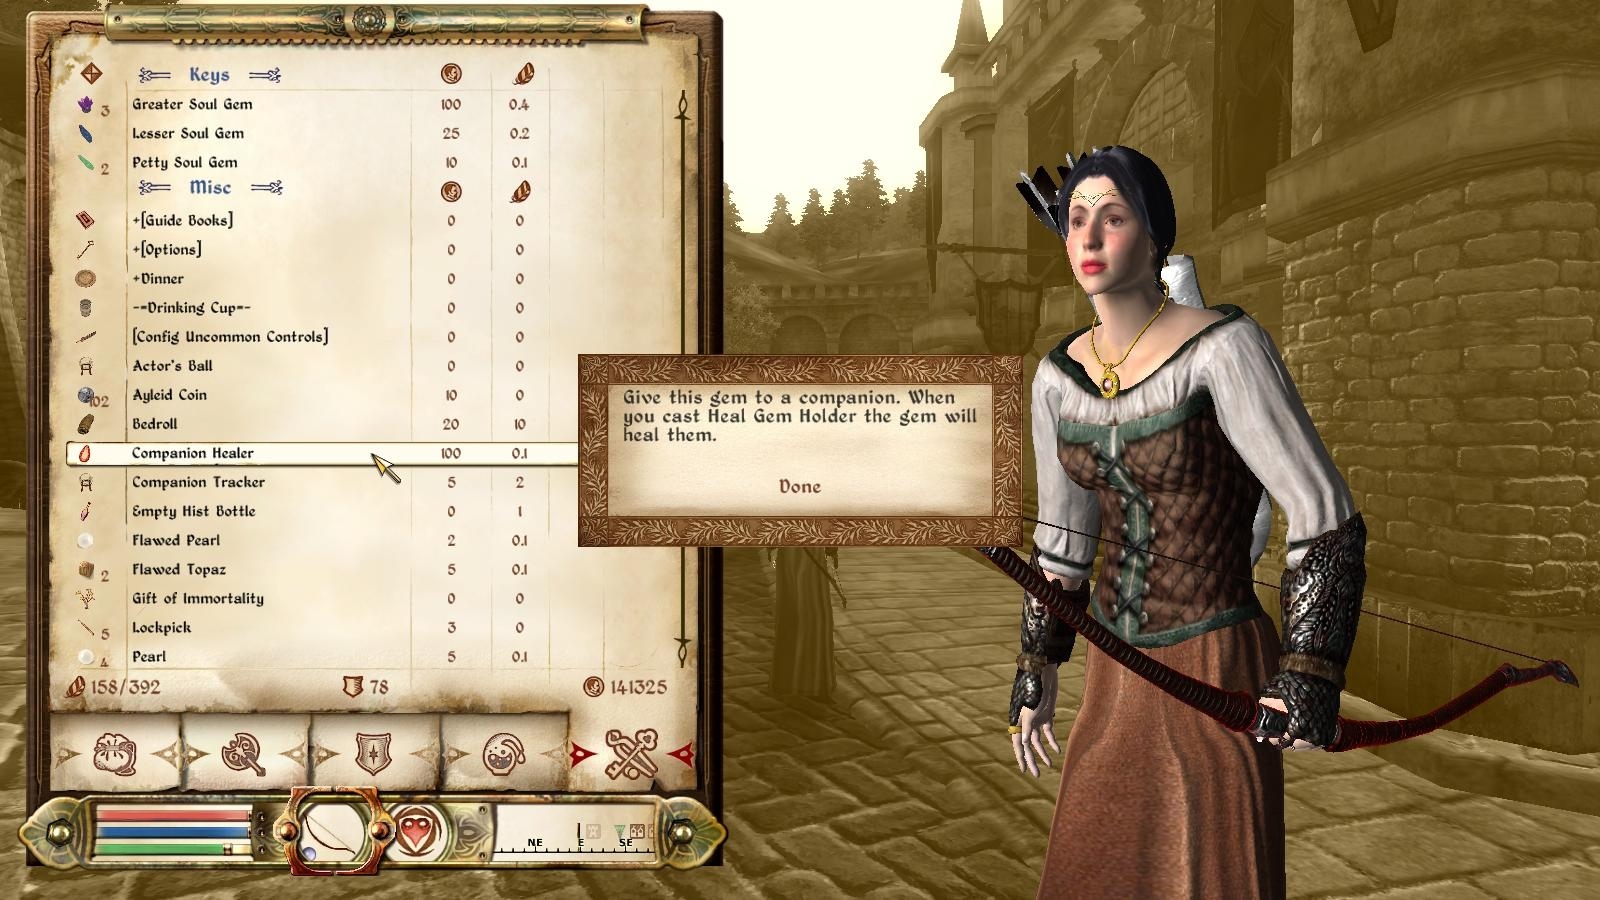 Keys
3 Greater Soul Gem 100 0.4
Lesser Soul Gem 25 0.2
2 Petty Soul Gem 10 0.1
Misc
+[Guide Books] 0 0
+[Options] 0 0
+Dinner 0 0
-=Drinking Cup=- 0 0
[Config Uncommon Controls] 0 0
Actor's Ball 0 0
102 Ayleid Coin 10 0
Bedroll 20 10
Companion Healer 100 0.1
Companion Tracker 5 2
Empty Hist Bottle 0 1
Flawed Pearl 2 0.1
2 Flawed Topaz 5 0.1
Gift of Immortality 0 0
5 Lockpick 3 0
4 Pearl 5 0.1
158/392 78 141325
NE E SE
Give this gem to a companion. When
you cast Heal Gem Holder the gem will
heal them.
Done